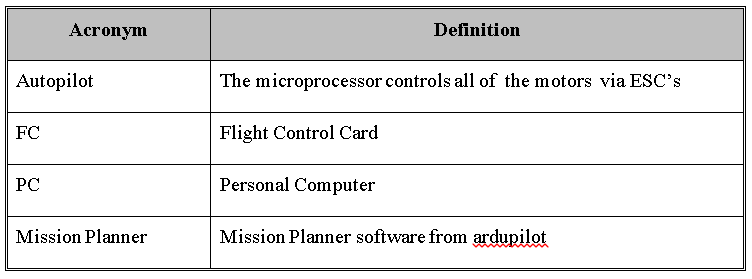 Acronym Definition
Autopilot The microprocessor controls all of the motors via ESC’s
FC Flight Control Card
PC Personal Computer
Mission Planner Mission Planner software from ardupilot